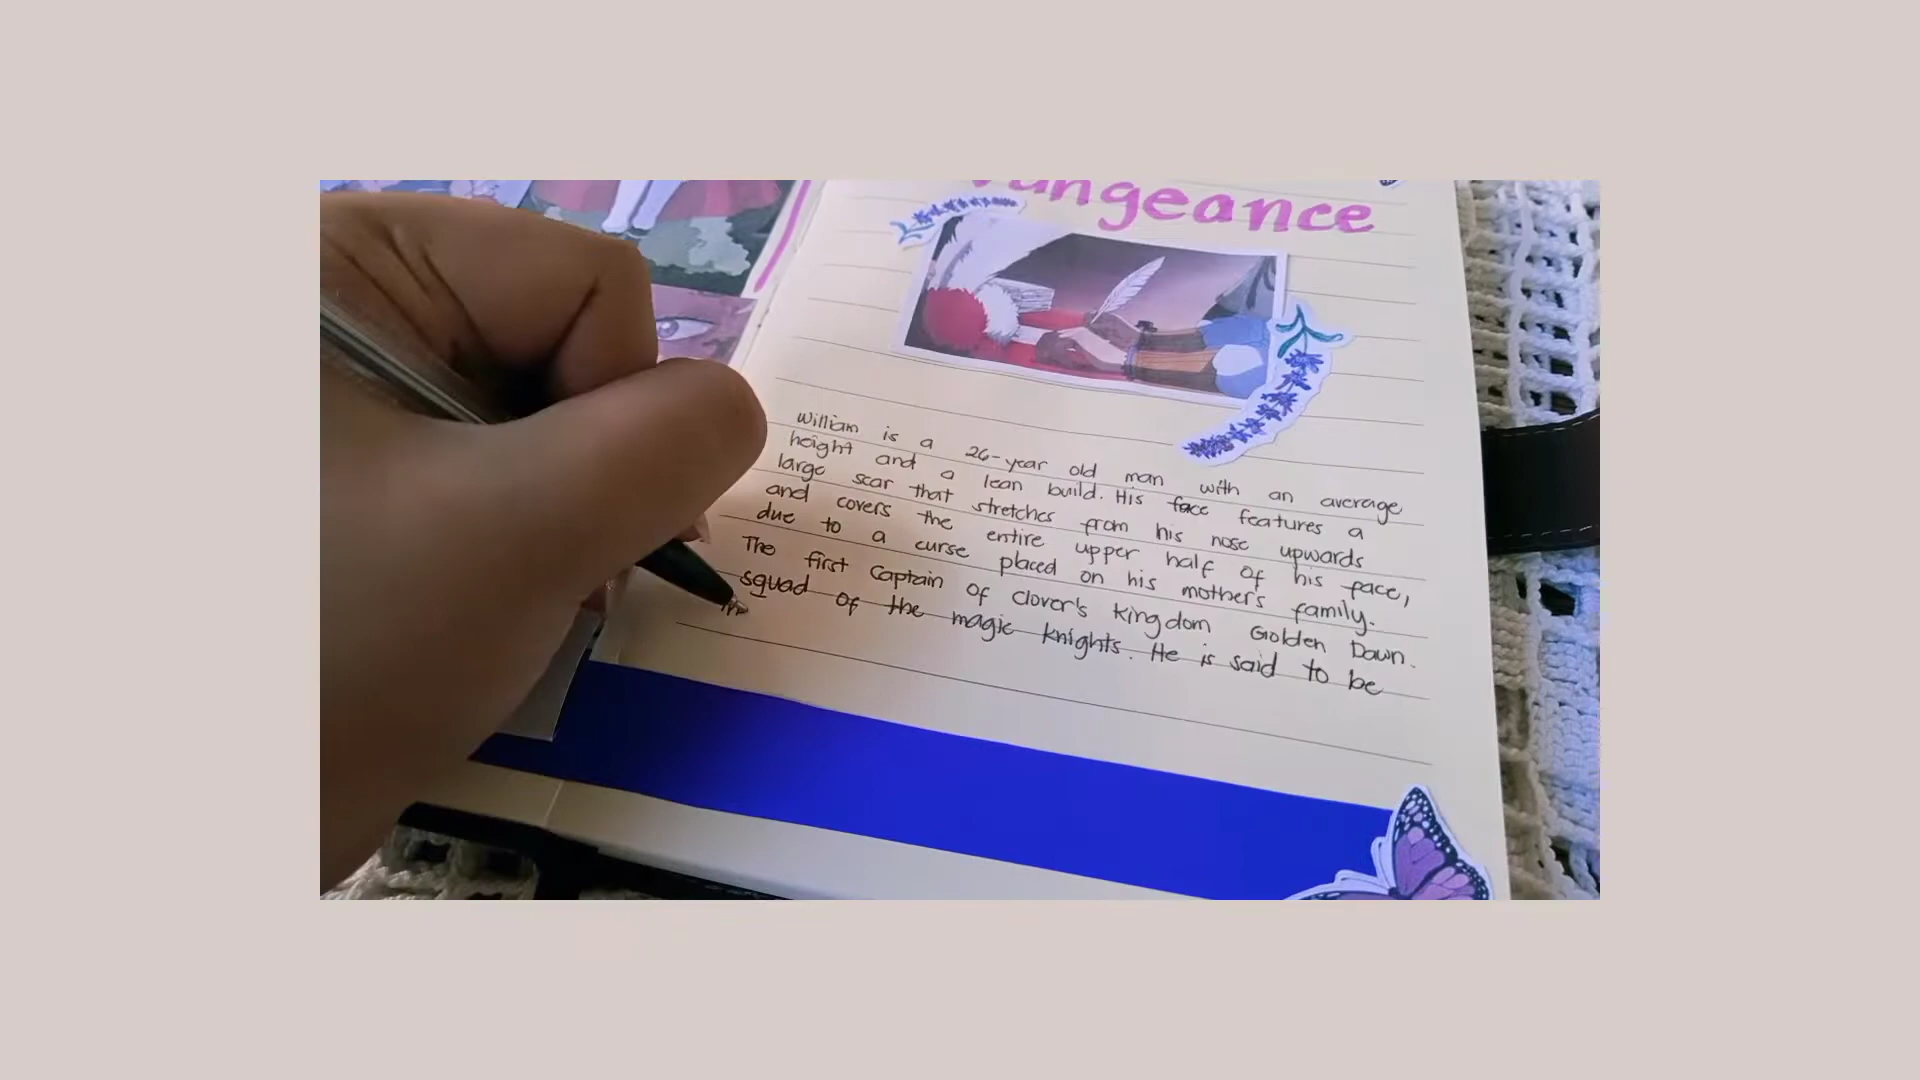 vangeance
William is a 26-year old man with an average
height and a lean build. His face features a
large scar that stretches from his nose upwards
and covers the entire upper half of his face,
due to a curse placed on his mother's family.
The first Captain of Clover's kingdom Golden Dawn.
squad of the magic knights. He is said to be